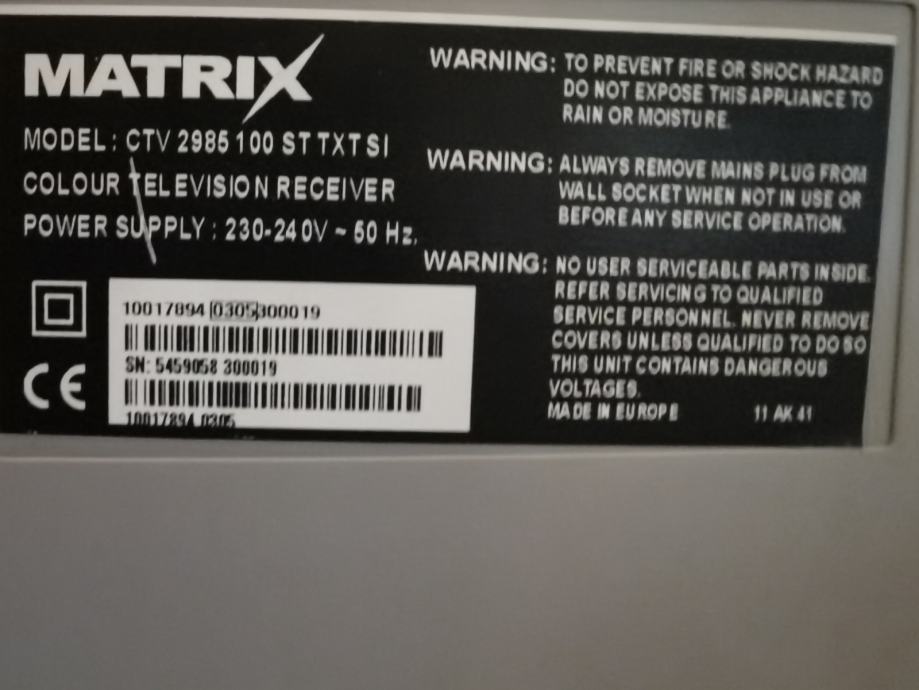 MATRIX
MODEL: CTV 2985 100 ST TXT SI
COLOUR TELEVISION RECEIVER
POWER SUPPLY : 230-240V ~ 50 Hz.
10017894 0305 300019
SN: 5459058 300019
10017894 0305
CE
WARNING: TO PREVENT FIRE OR SHOCK HAZARD
DO NOT EXPOSE THIS APPLIANCE TO
RAIN OR MOISTURE.
WARNING: ALWAYS REMOVE MAINS PLUG FROM
WALL SOCKET WHEN NOT IN USE OR
BEFORE ANY SERVICE OPERATION.
WARNING: NO USER SERVICEABLE PARTS INSIDE.
REFER SERVICING TO QUALIFIED
SERVICE PERSONNEL. NEVER REMOVE
COVERS UNLESS QUALIFIED TO DO SO
THIS UNIT CONTAINS DANGEROUS
VOLTAGES.
MADE IN EUROPE 11 AK 41